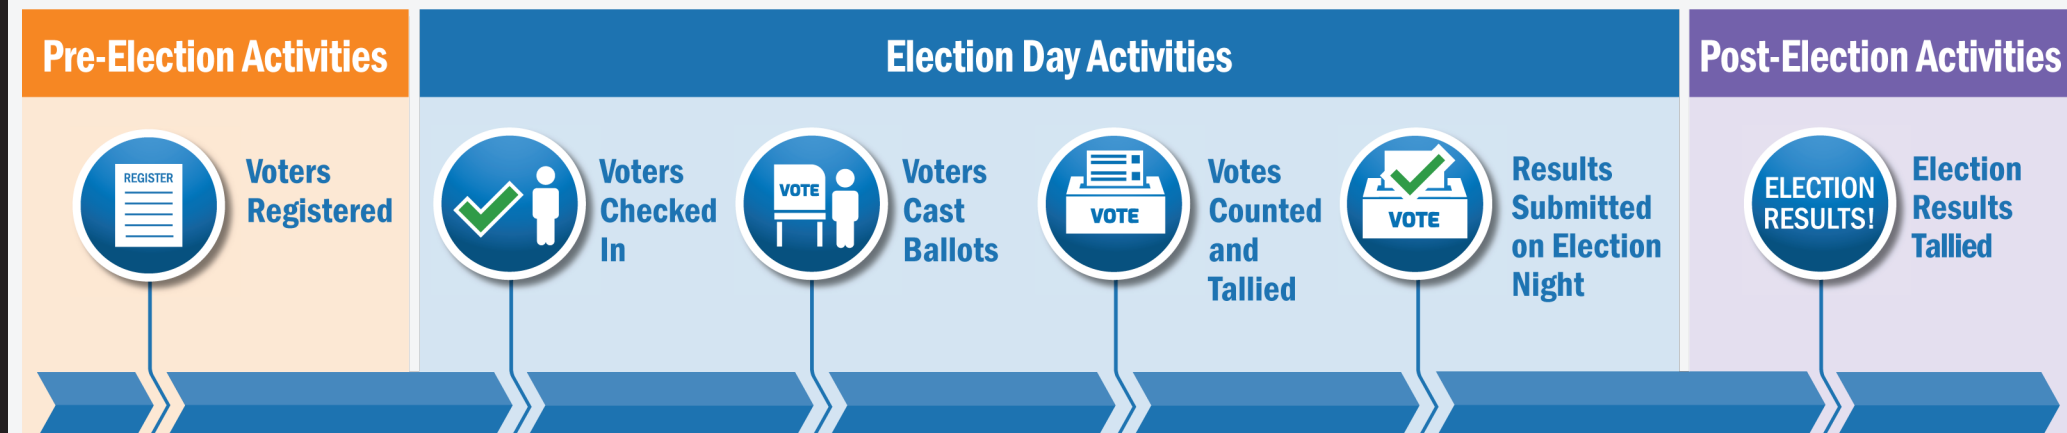 Pre-Election Activities
Election Day Activities
Post-Election Activities
REGISTER
Voters
Registered
Voters
Checked
In
VOTE
Voters
Cast
Ballots
VOTE
Votes
Counted
and
Tallied
VOTE
Results
Submitted
on Election
Night
ELECTION
RESULTS!
Election
Results
Tallied